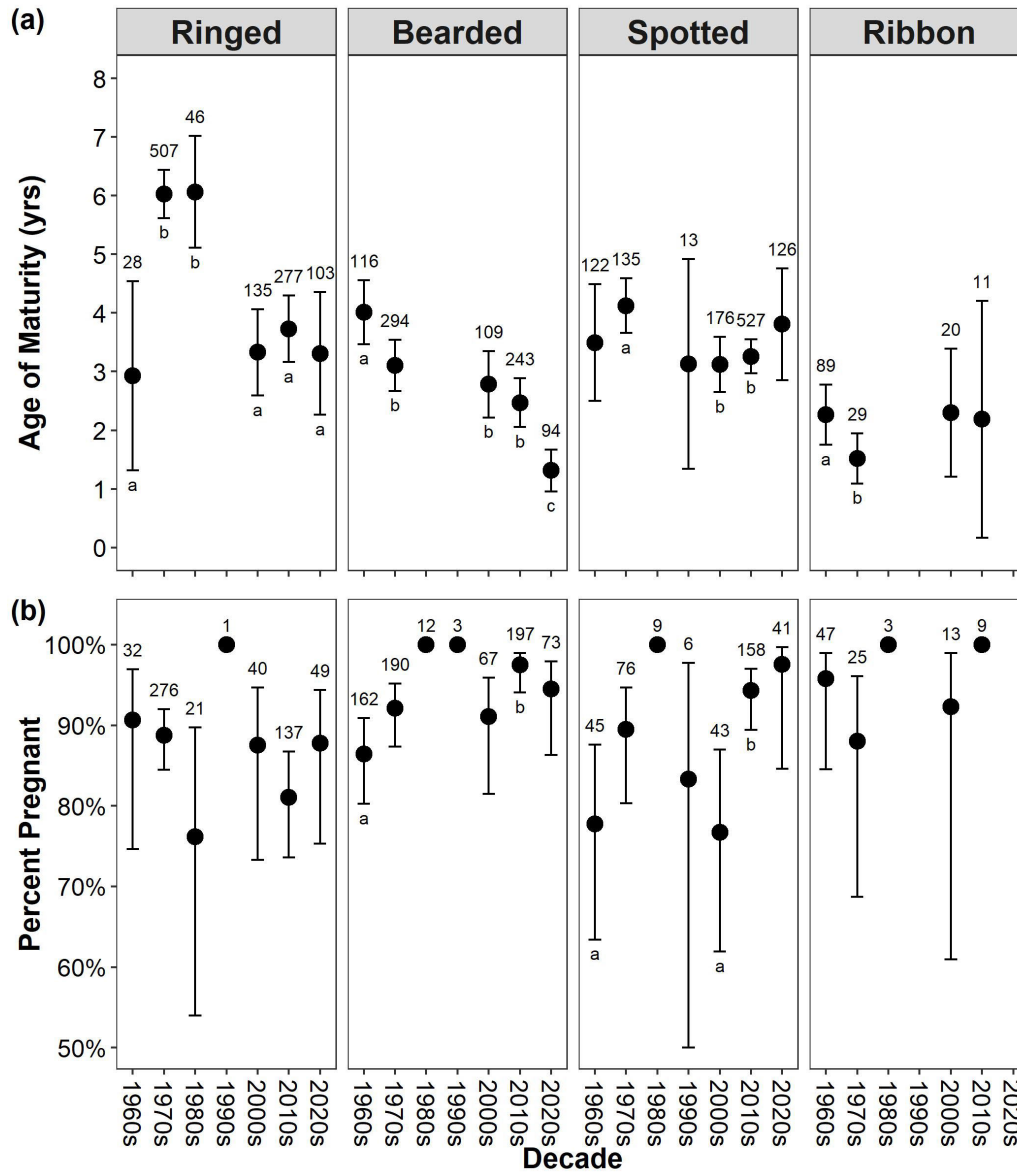 (a)
Ringed Bearded Spotted Ribbon
Age of Maturity (yrs)
8
7
6
5
4
3
2
1
0
28 507 46 135 277 103
a b b a a a
116 294 109 243 94
a b b b c
122 135 13 176 527 126
a b b
89 29 20 11
a b
(b)
Percent Pregnant
100%
90%
80%
70%
60%
50%
32 276 21 1 40 137 49
162 190 12 3 67 197 73
a b
45 76 9 6 43 158 41
a a b
47 25 3 13 9
1960s 1970s 1980s 1990s 2000s 2010s 2020s
1960s 1970s 1980s 1990s 2000s 2010s 2020s
1960s 1970s 1980s 1990s 2000s 2010s 2020s
1960s 1970s 1980s 1990s 2000s 2010s 2020s
Decade